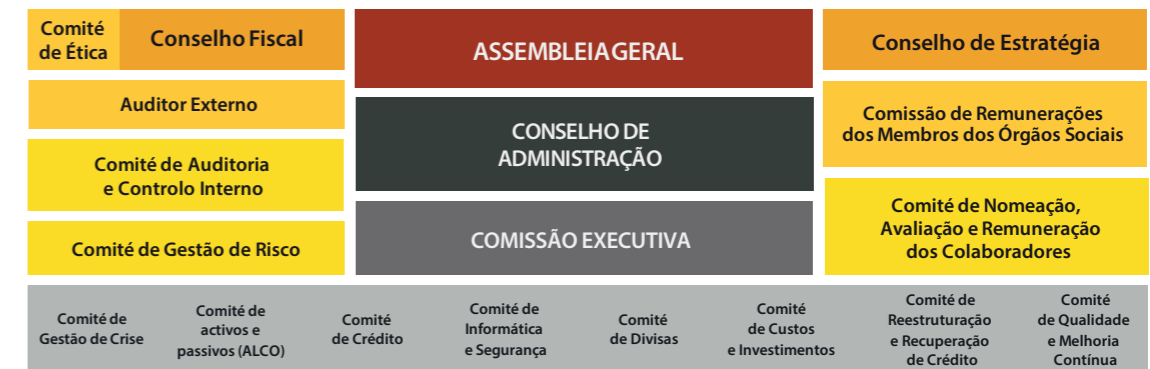 Comité
de Ética
Conselho Fiscal
ASSEMBLEIA GERAL
Conselho de Estratégia
Auditor Externo
CONSELHO DE
ADMINISTRAÇÃO
Comissão de Remunerações
dos Membros dos Órgãos Sociais
Comité de Auditoria
e Controlo Interno
Comité de Gestão de Risco
COMISSÃO EXECUTIVA
Comité de Nomeação,
Avaliação e Remuneração
dos Colaboradores
Comité de
Gestão de Crise
Comité de
activos e
passivos (ALCO)
Comité
de Crédito
Comité de
Informática
e Segurança
Comité
de Divisas
Comité
de Custos
e Investimentos
Comité de
Reestruturação
e Recuperação
de Crédito
Comité
de Qualidade
e Melhoria
Contínua